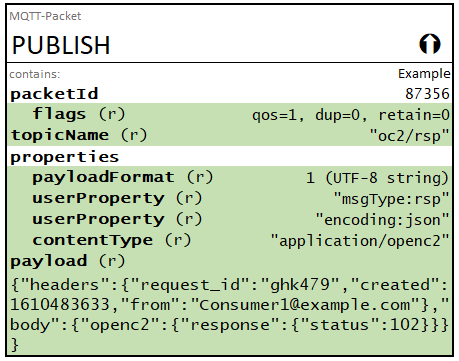 MQTT-Packet
PUBLISH
contains: Example
packetId 87356
flags (r) qos=1, dup=0, retain=0
topicName (r) "oc2/rsp"
properties
payloadFormat (r) 1 (UTF-8 string)
userProperty (r) "msgType:rsp"
userProperty (r) "encoding:json"
contentType (r) "application/openc2"
payload (r)
{"headers":{"request_id":"ghk479","created":
1610483633,"from":"Consumer1@example.com"},"
body":{"openc2":{"response":{"status":102}}}
}